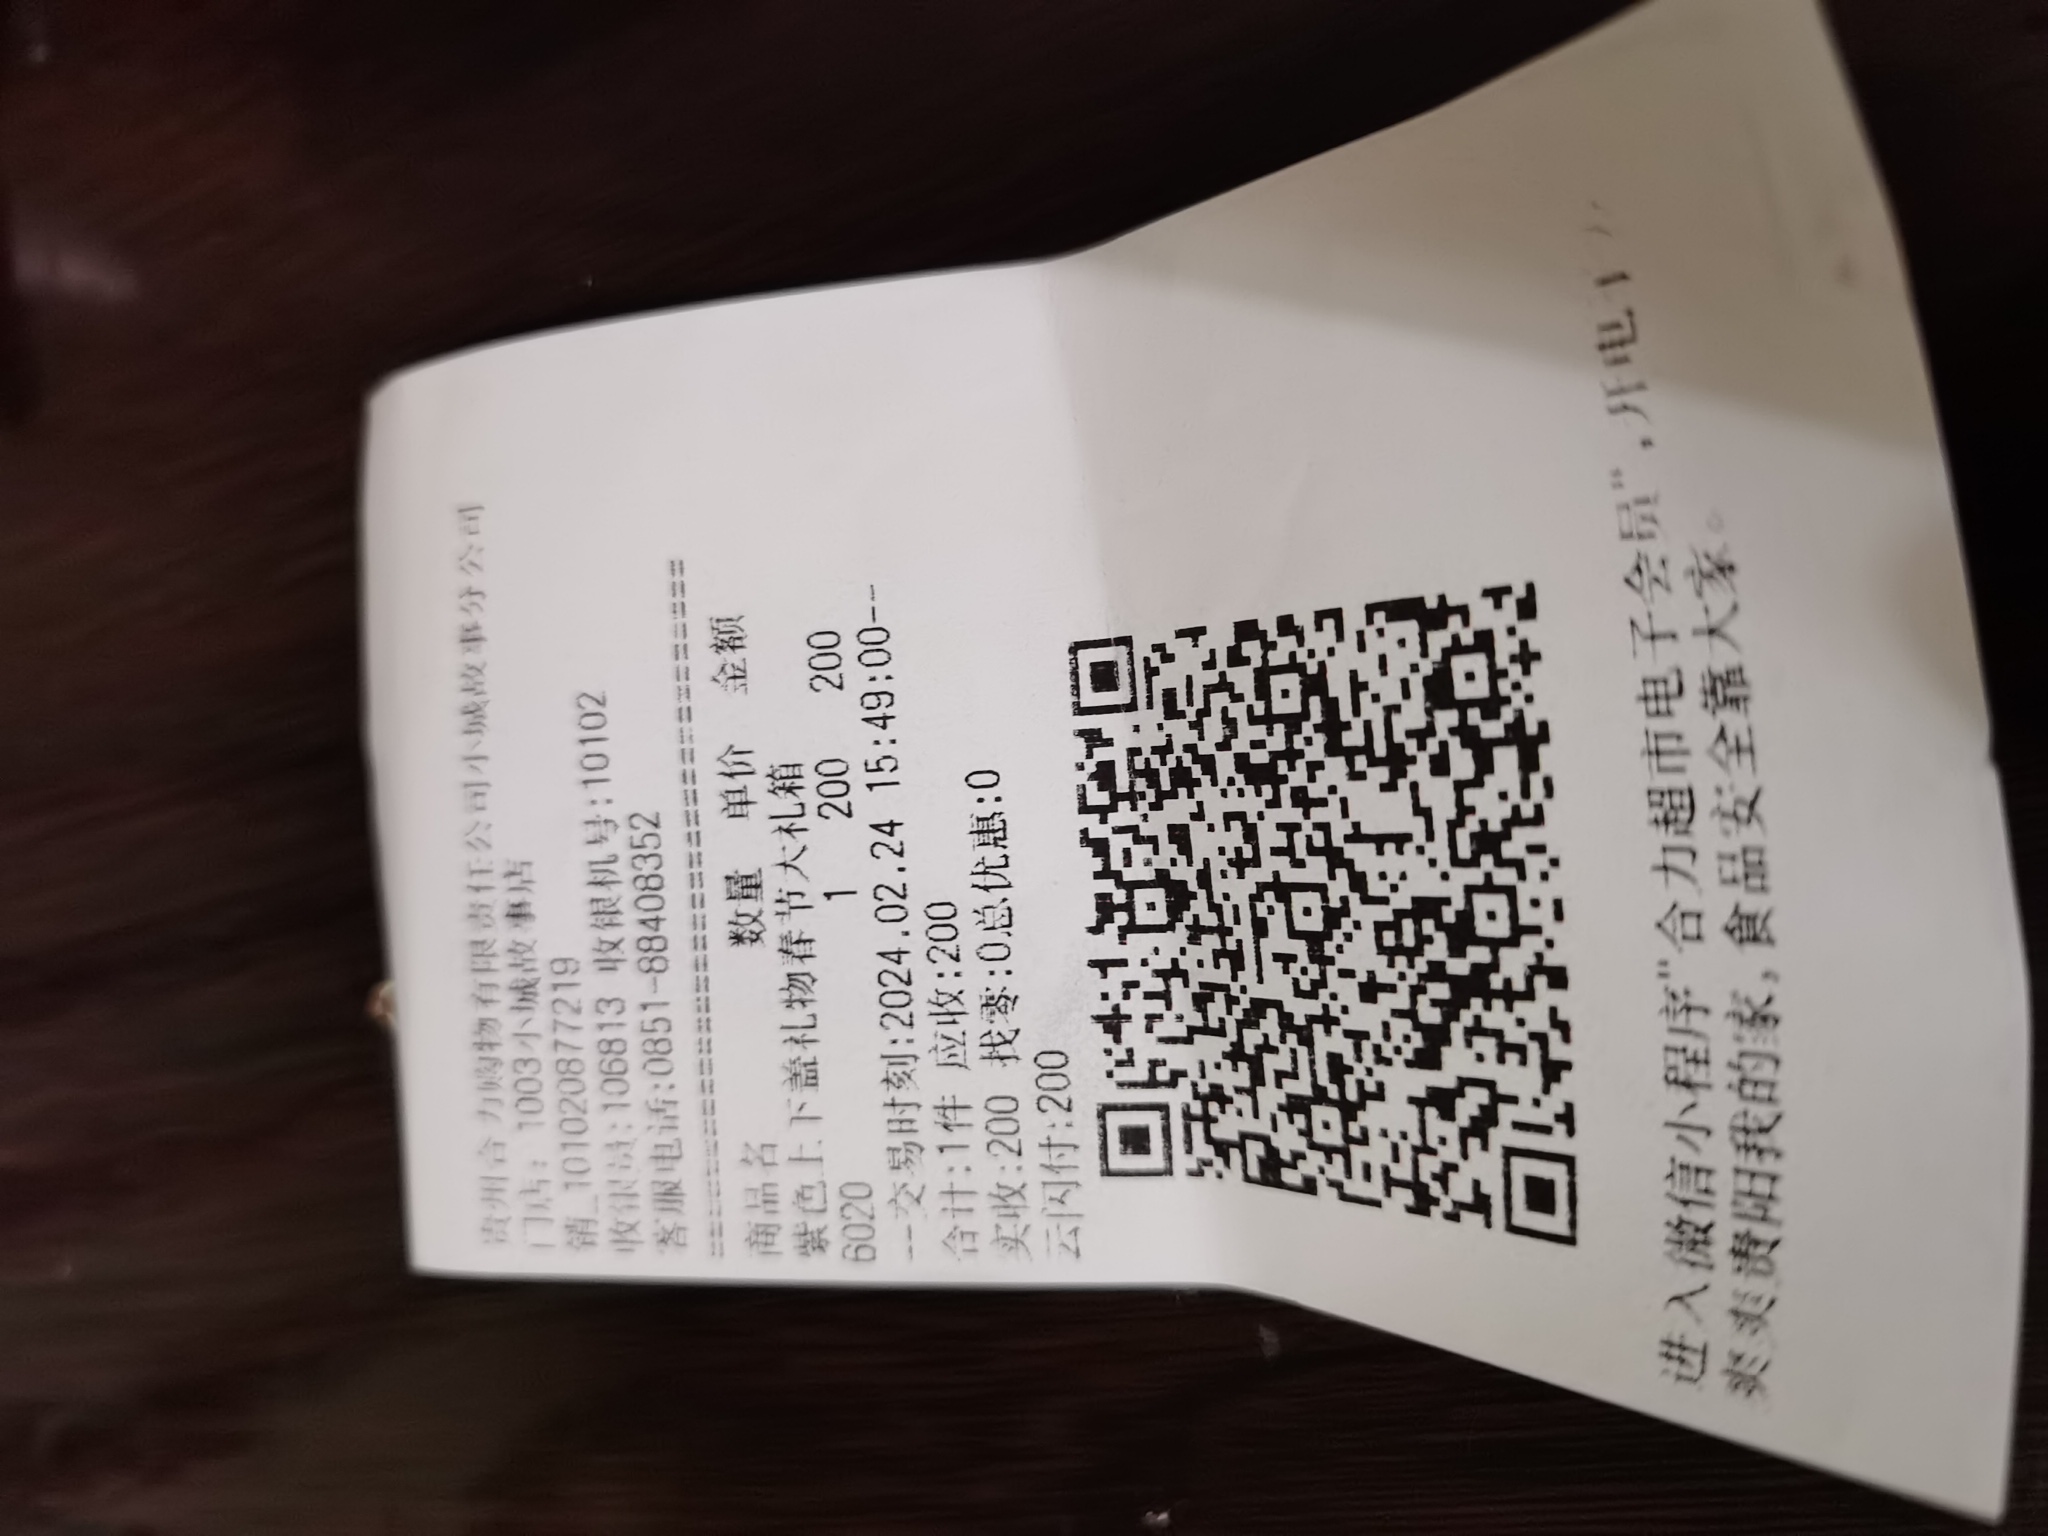 贵州合力购物有限责任公司小城故事分公司
门店: 1003小城故事店
销_101020877219
收银员:106813 收银机号:10102
客服电话:0851-88408352
商品名 数量 单价 金额
紫色上下盖礼物春节大礼箱
6020 1 200 200
--交易时刻:2024.02.24 15:49:00--
合计:1件 应收:200
实收:200 找零:0总优惠:0
云闪付:200
进入微信小程序"合力超市电子会员",开电子
爽爽贵阳我的家,食品安全靠大家。